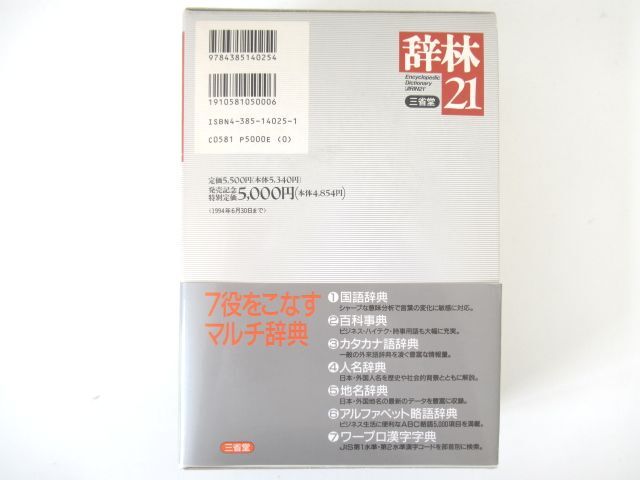 9784385140254
1910581050006
ISBN4-385-14025-1
C0581 P5000E (0)
辞林
21
Encyclopedic
Dictionary
JIRIN21
三省堂
定価5,500円(本体5,340円)
発売記念
特別定価 5,000円(本体4,854円)
(1994年6月30日まで)
7役をこなす
マルチ辞典
1 国語辞典
シャープな意味分析で言葉の変化に敏感に対応。
2 百科事典
ビジネス・ハイテク・時事用語も大幅に充実。
3 カタカナ語辞典
一般の外来語辞典を凌ぐ豊富な情報量。
4 人名辞典
日本・外国人名を歴史や社会的背景とともに解説。
5 地名辞典
日本・外国地名の最新のデータを豊富に収録。
6 アルファベット略語辞典
ビジネス生活に便利なABC略語5,000項目を満載。
7 ワープロ漢字字典
JIS第1水準・第2水準漢字コードを部首別に検索。
三省堂